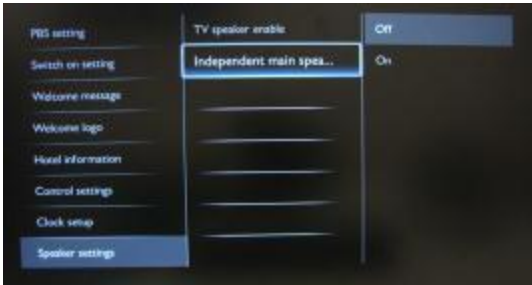 PBS setting
Switch on setting
Welcome message
Welcome logo
Hotel information
Control settings
Clock setup
Speaker settings
TV speaker enable
Independent main spea...
Off
On